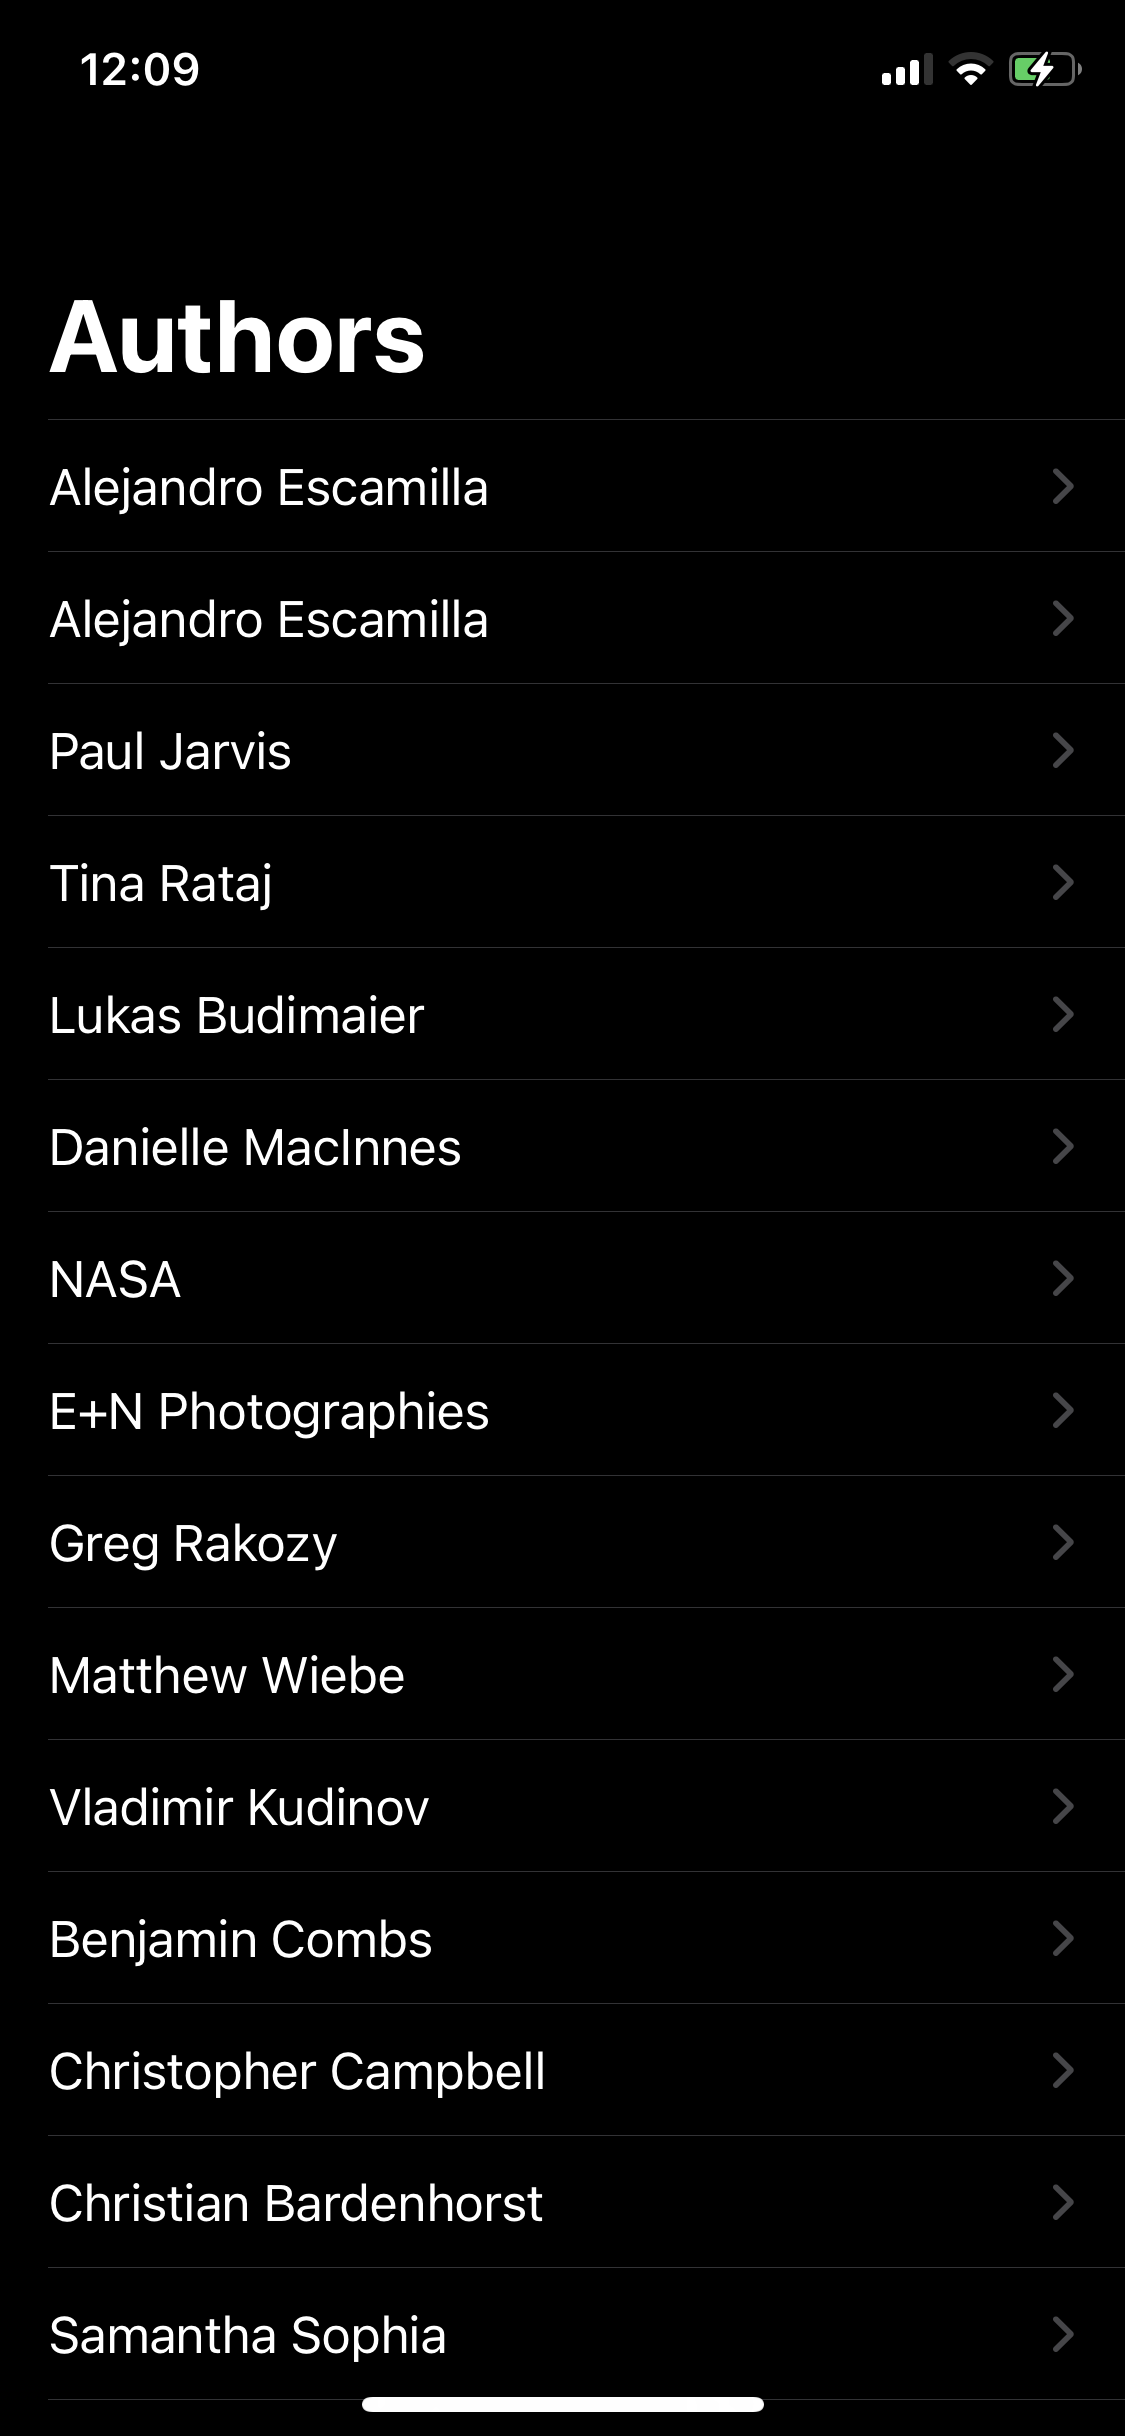 12:09
Authors
Alejandro Escamilla
Alejandro Escamilla
Paul Jarvis
Tina Rataj
Lukas Budimaier
Danielle MacInnes
NASA
E+N Photographies
Greg Rakozy
Matthew Wiebe
Vladimir Kudinov
Benjamin Combs
Christopher Campbell
Christian Bardenhorst
Samantha Sophia